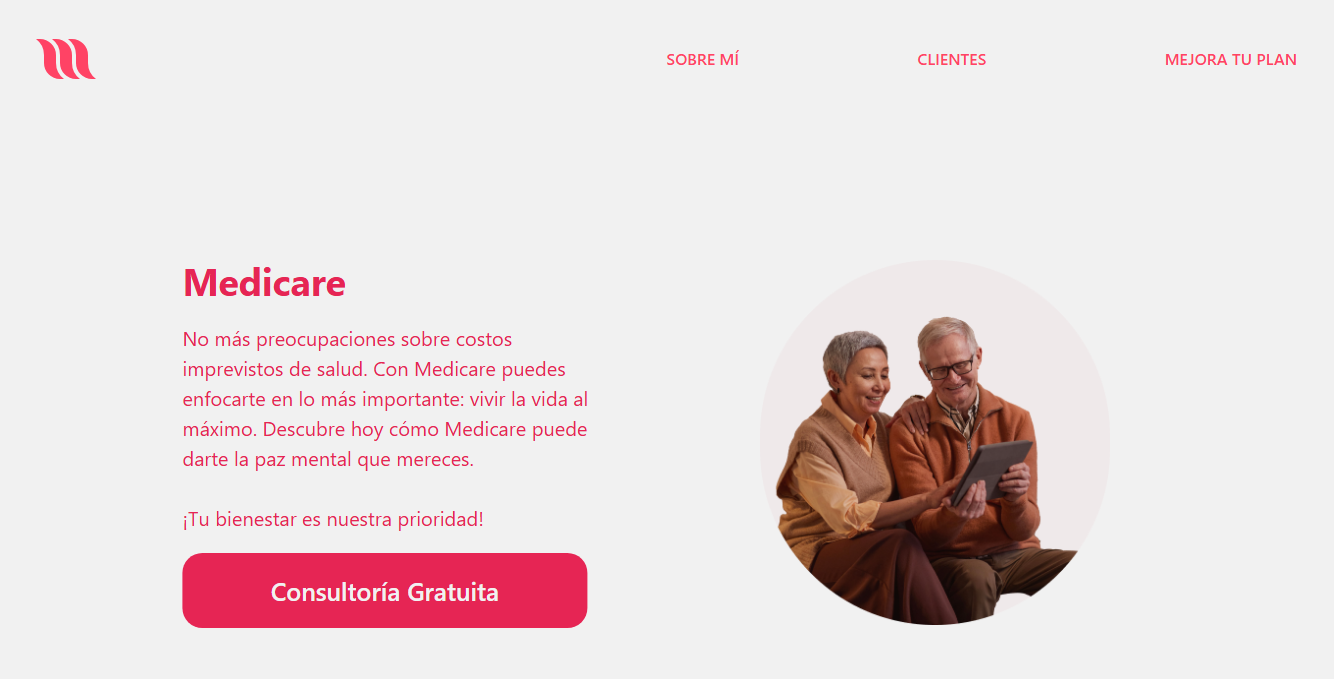 SOBRE MÍ
CLIENTES
MEJORA TU PLAN
Medicare
No más preocupaciones sobre costos
imprevistos de salud. Con Medicare puedes
enfocarte en lo más importante: vivir la vida al
máximo. Descubre hoy cómo Medicare puede
darte la paz mental que mereces.
¡Tu bienestar es nuestra prioridad!
Consultoría Gratuita